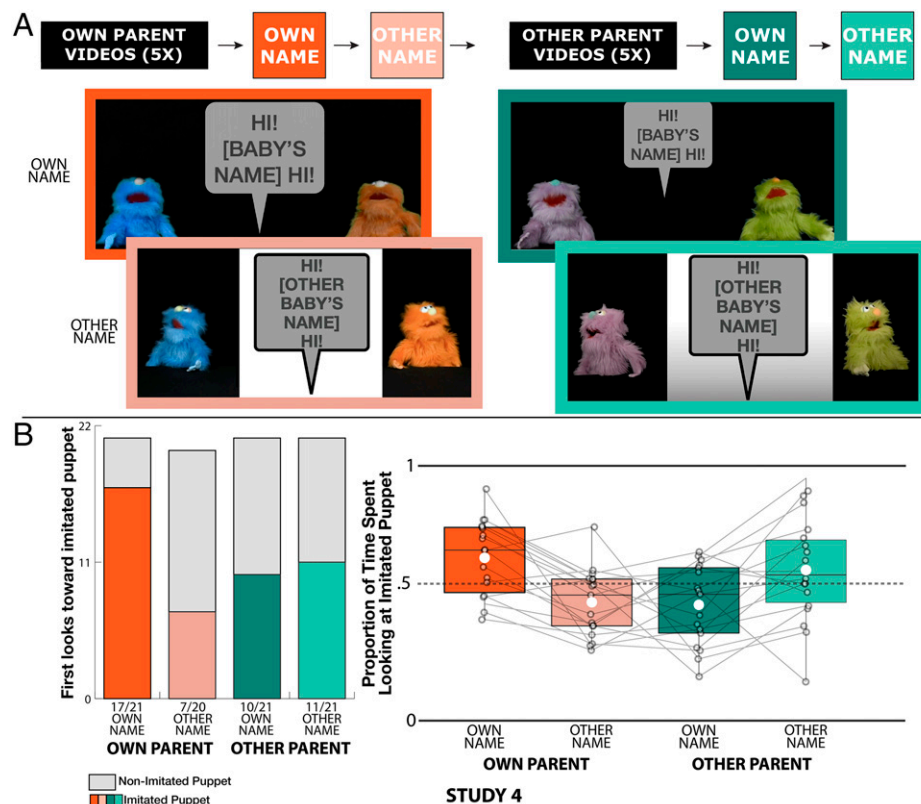 A
OWN PARENT
VIDEOS (5X)
OWN
NAME
OTHER
NAME
OTHER PARENT
VIDEOS (5X)
OWN
NAME
OTHER
NAME
OWN
NAME
HI!
[BABY'S
NAME] HI!
HI!
[BABY'S
NAME] HI!
OTHER
NAME
HI!
[OTHER
BABY'S
NAME]
HI!
HI!
[OTHER
BABY'S
NAME]
HI!
B
First looks toward imitated puppet
22
11
0
17/21
OWN
NAME
7/20
OTHER
NAME
10/21
OWN
NAME
11/21
OTHER
NAME
OWN PARENT
OTHER PARENT
Non-Imitated Puppet
Imitated Puppet
Proportion of Time Spent
Looking at Imitated Puppet
1
.5
0
OWN
NAME
OTHER
NAME
OWN
NAME
OTHER
NAME
OWN PARENT
OTHER PARENT
STUDY 4